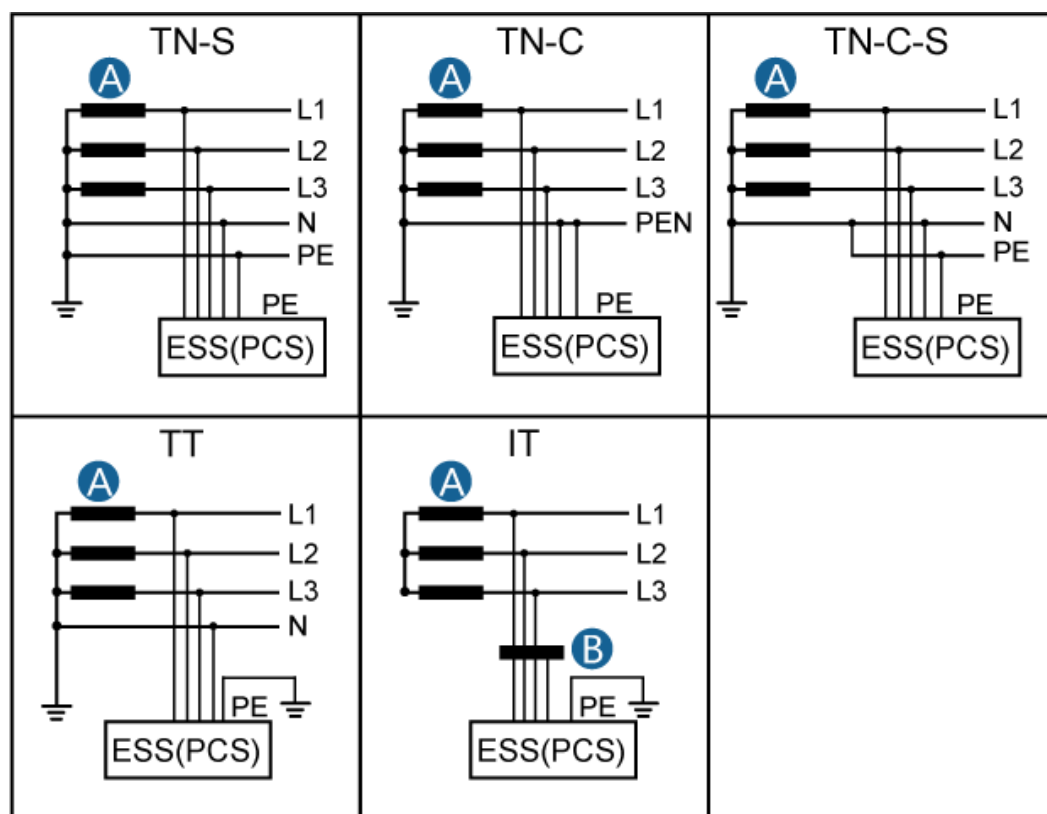 TN-S
A
L1
L2
L3
N
PE
PE
ESS(PCS)
TN-C
A
L1
L2
L3
PEN
PE
ESS(PCS)
TN-C-S
A
L1
L2
L3
N
PE
PE
ESS(PCS)
TT
A
L1
L2
L3
N
PE
ESS(PCS)
IT
A
L1
L2
L3
B
PE
ESS(PCS)